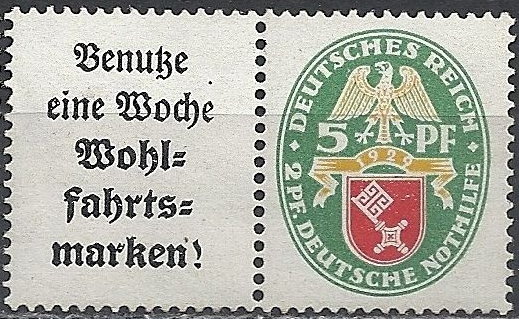 Benutze
eine Woche
Wohl=
fahrts=
marken!
DEUTSCHES REICH
5 PF
1929
2 PF. DEUTSCHE NOTHILFE